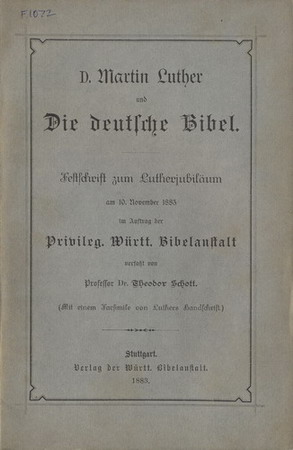 F.1072
D. Martin Luther
und
Die deutsche Bibel.
Festschrift zum Lutherjubiläum
am 10. November 1883
im Auftrag der
Privileg. Württ. Bibelanstalt
verfaßt von
Professor Dr. Theodor Schott.
(Mit einem Facsimile von Luthers Handschrift.)
Stuttgart.
Verlag der Württ. Bibelanstalt.
1883.